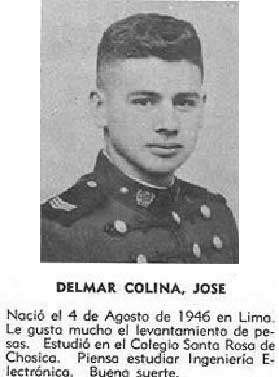 DELMAR COLINA, JOSE
Nació el 4 de Agosto de 1946 en Lima.
Le gusta mucho el levantamiento de pe-
sas. Estudió en el Colegio Santa Rosa de
Chosica. Piensa estudiar Ingeniería E-
lectrónica. Buena suerte.